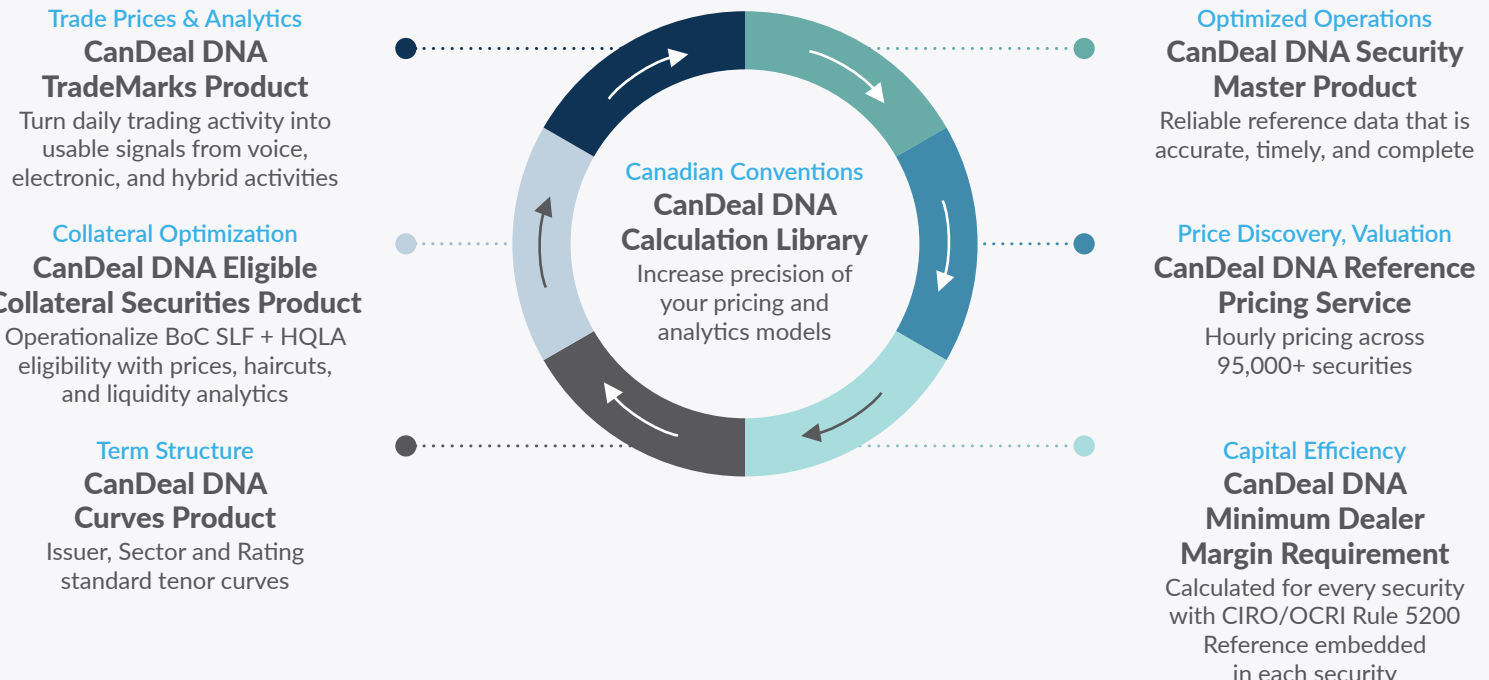 Trade Prices & Analytics
CanDeal DNA
TradeMarks Product
Turn daily trading activity into
usable signals from voice,
electronic, and hybrid activities
Collateral Optimization
CanDeal DNA Eligible
Collateral Securities Product
Operationalize BoC SLF + HQLA
eligibility with prices, haircuts,
and liquidity analytics
Term Structure
CanDeal DNA
Curves Product
Issuer, Sector and Rating
standard tenor curves
Canadian Conventions
CanDeal DNA
Calculation Library
Increase precision of
your pricing and
analytics models
Optimized Operations
CanDeal DNA Security
Master Product
Reliable reference data that is
accurate, timely, and complete
Price Discovery, Valuation
CanDeal DNA Reference
Pricing Service
Hourly pricing across
95,000+ securities
Capital Efficiency
CanDeal DNA
Minimum Dealer
Margin Requirement
Calculated for every security
with CIRO/OCRI Rule 5200
Reference embedded
in each security